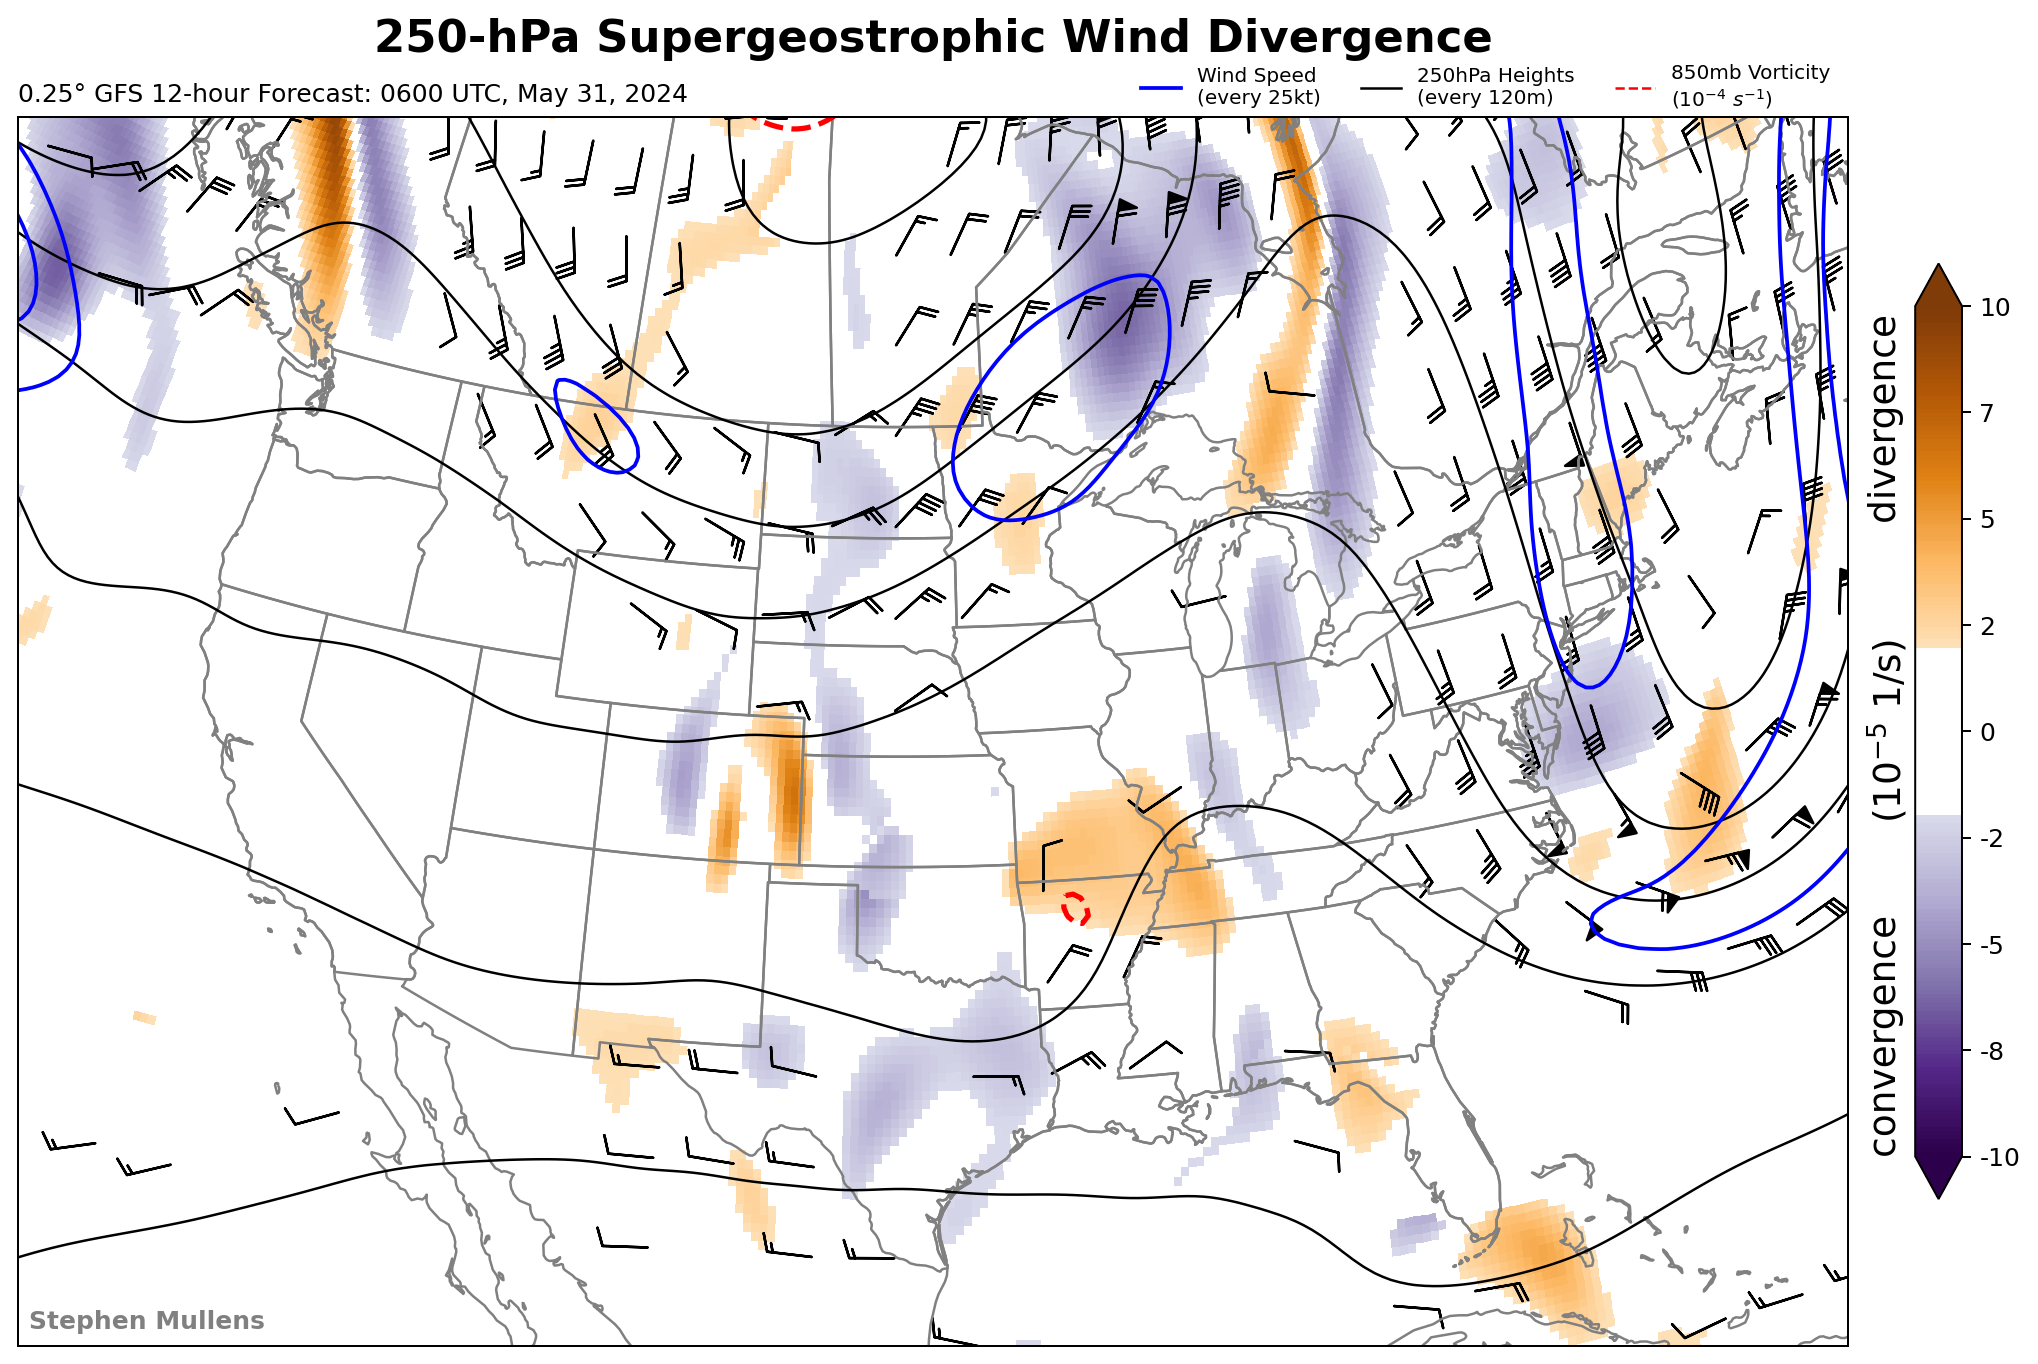 250-hPa Supergeostrophic Wind Divergence
0.25° GFS 12-hour Forecast: 0600 UTC, May 31, 2024
Wind Speed
(every 25kt)
250hPa Heights
(every 120m)
850mb Vorticity
(10⁻⁴ s⁻¹)
10
7
5
2
0
-2
-5
-8
-10
convergence (10⁻⁵ 1/s) divergence
Stephen Mullens